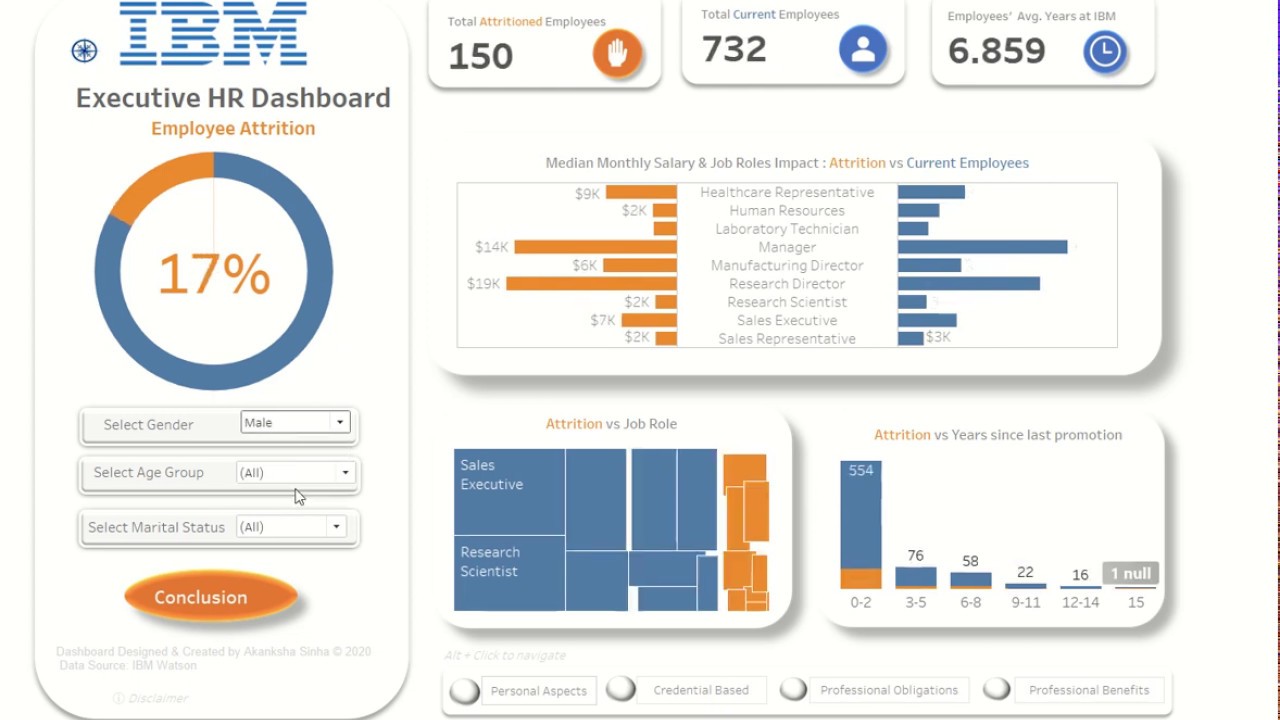 IBM
Executive HR Dashboard
Employee Attrition
17%
Select Gender
Male
Select Age Group
(All)
Select Marital Status
(All)
Conclusion
Dashboard Designed & Created by Akanksha Sinha © 2020
Data Source: IBM Watson
ⓘ Disclaimer
Total Attritioned Employees
150
Total Current Employees
732
Employees' Avg. Years at IBM
6.859
Median Monthly Salary & Job Roles Impact : Attrition vs Current Employees
$9K Healthcare Representative
$2K Human Resources
Laboratory Technician
$14K Manager
$6K Manufacturing Director
$19K Research Director
$2K Research Scientist
$7K Sales Executive
$2K Sales Representative $3K
Attrition vs Job Role
Sales
Executive
Research
Scientist
Attrition vs Years since last promotion
554
76
58
22
16
1 null
0-2 3-5 6-8 9-11 12-14 15
Alt + Click to navigate
Personal Aspects
Credential Based
Professional Obligations
Professional Benefits